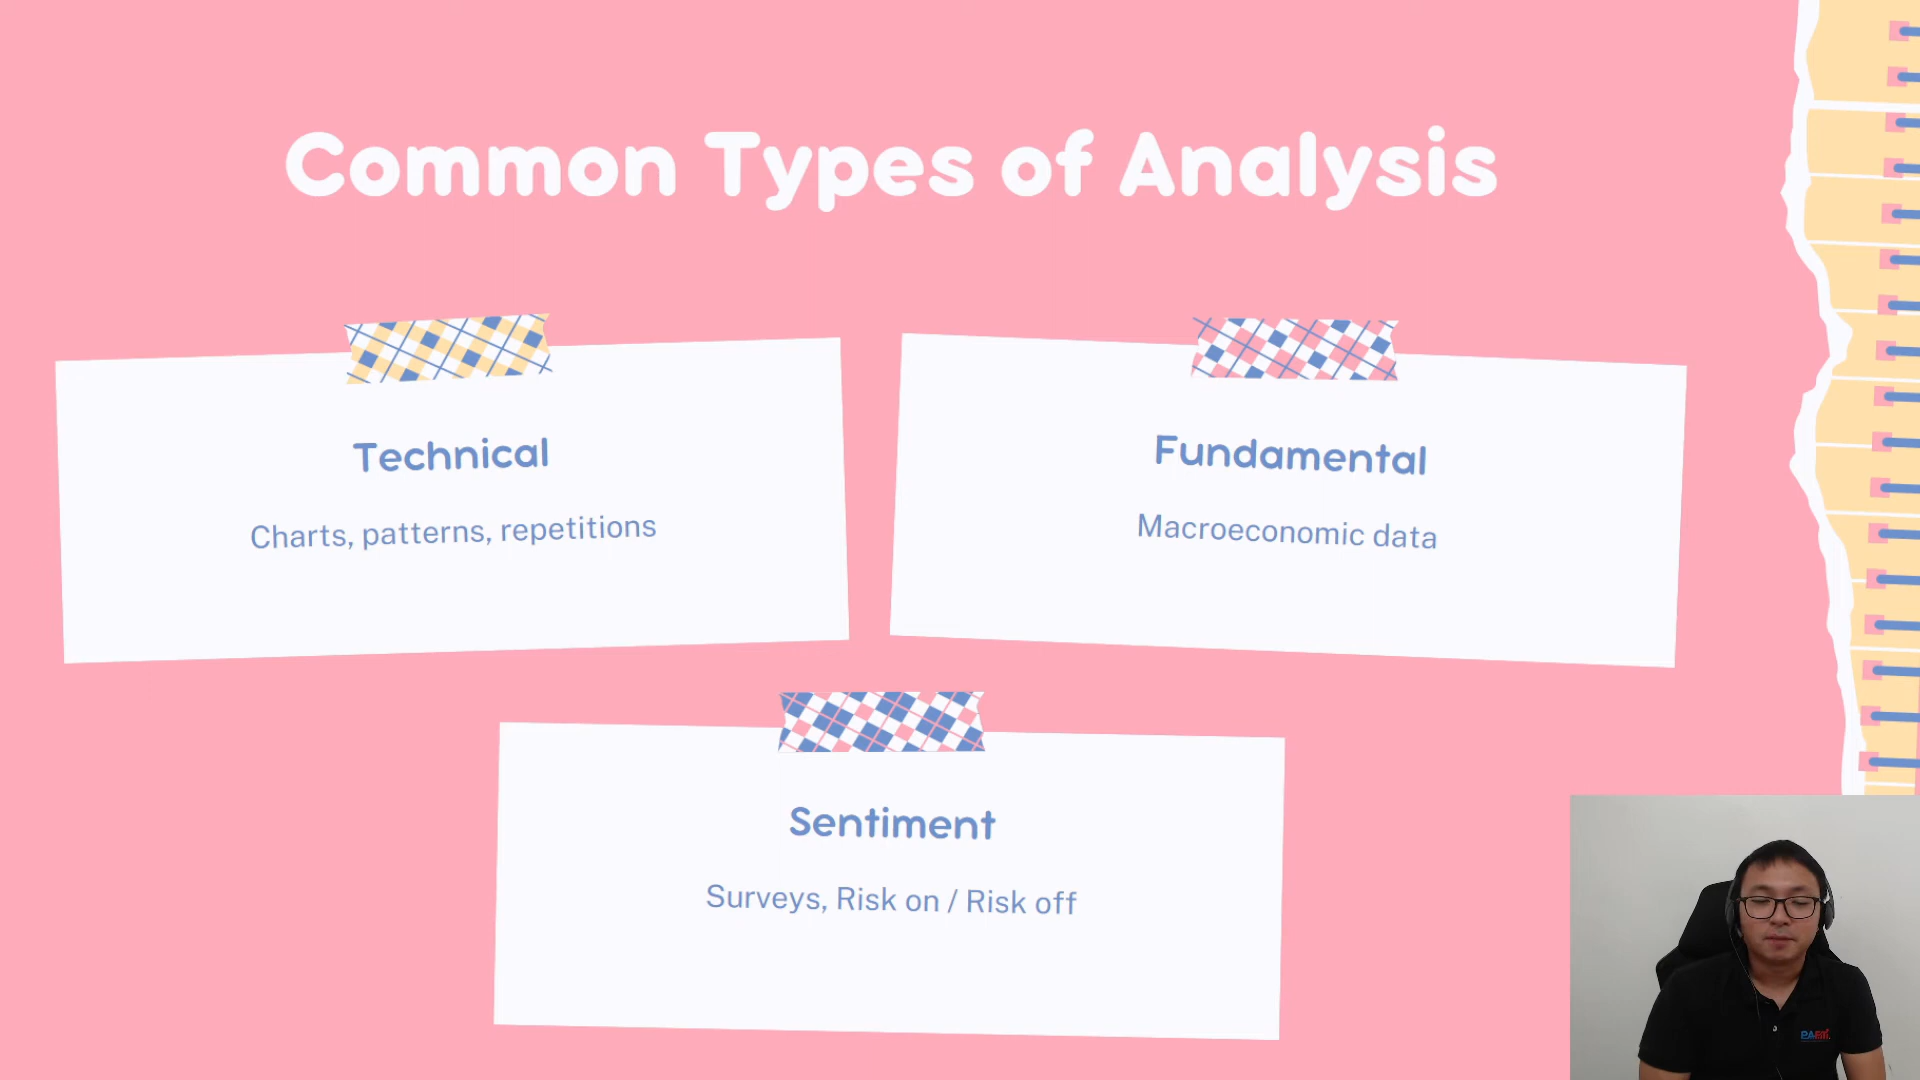 Common Types of Analysis
Technical
Charts, patterns, repetitions
Fundamental
Macroeconomic data
Sentiment
Surveys, Risk on / Risk off